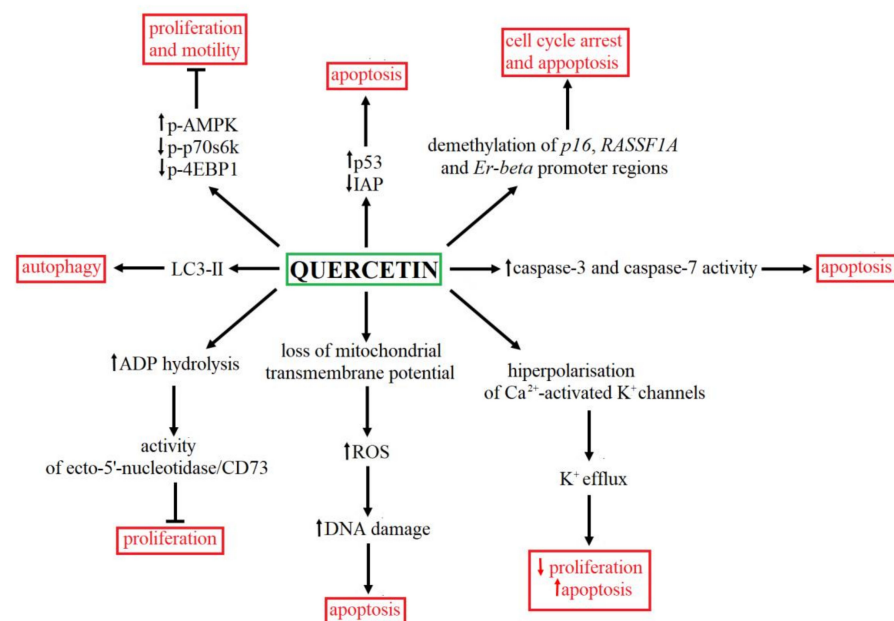 proliferation
and motility
cell cycle arrest
and appoptosis
apoptosis
↑p-AMPK
↓p-p70s6k
↓p-4EBP1
↑p53
↓IAP
demethylation of p16, RASSF1A
and Er-beta promoter regions
autophagy
LC3-II
QUERCETIN
↑caspase-3 and caspase-7 activity
apoptosis
↑ADP hydrolysis
loss of mitochondrial
transmembrane potential
hiperpolarisation
of Ca²⁺-activated K⁺channels
activity
of ecto-5'-nucleotidase/CD73
↑ROS
K⁺ efflux
proliferation
↑DNA damage
↓ proliferation
↑apoptosis
apoptosis